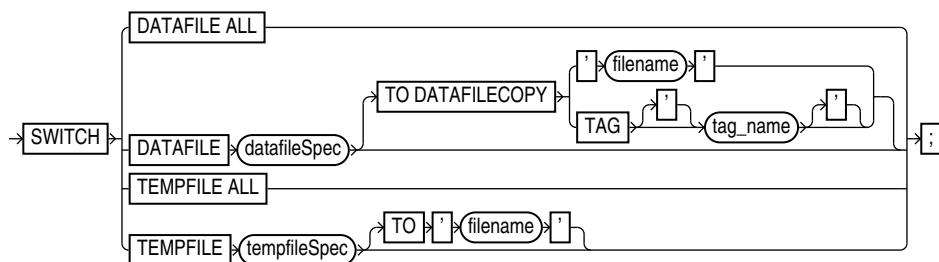 DATAFILE ALL
' filename '
TO DATAFILECOPY
TAG ' tag_name '
SWITCH ;
DATAFILE datafileSpec
TEMPFILE ALL
TO ' filename '
TEMPFILE tempfileSpec